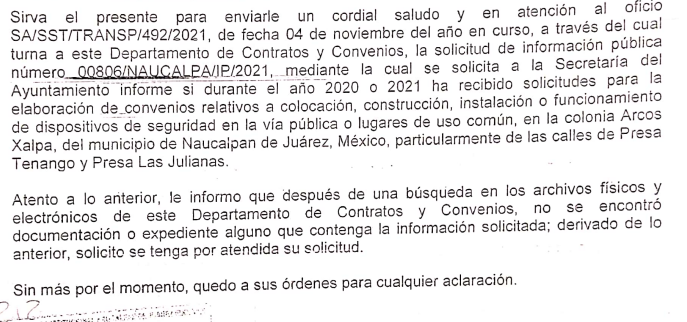 Sirva el presente para enviarle un cordial saludo y en atención al oficio
SA/SST/TRANSP/492/2021, de fecha 04 de noviembre del año en curso, a través del cual
turna a este Departamento de Contratos y Convenios, la solicitud de información pública
número 00806/NAUCALPA/IP/2021, mediante la cual se solicita a la Secretaría del
Ayuntamiento informe si durante el año 2020 o 2021 ha recibido solicitudes para la
elaboración de convenios relativos a colocación, construcción, instalación o funcionamiento
de dispositivos de seguridad en la vía pública o lugares de uso común, en la colonia Arcos
Xalpa, del municipio de Naucalpan de Juárez, México, particularmente de las calles de Presa
Tenango y Presa Las Julianas.
Atento a lo anterior, le informo que después de una búsqueda en los archivos físicos y
electrónicos de este Departamento de Contratos y Convenios, no se encontró
documentación o expediente alguno que contenga la información solicitada; derivado de lo
anterior, solicito se tenga por atendida su solicitud.
Sin más por el momento, quedo a sus órdenes para cualquier aclaración.